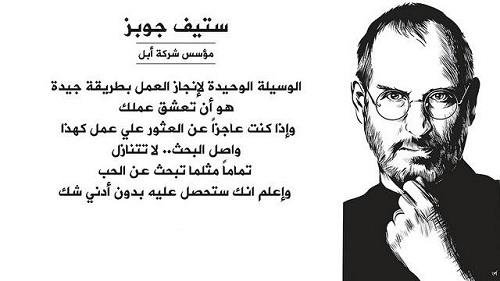 ستيف جوبز
مؤسس شركة أبل
الوسيلة الوحيدة لإنجاز العمل بطريقة جيدة
هو أن تعشق عملك
وإذا كنت عاجزاً عن العثور علي عمل كهذا
واصل البحث.. لا تتنازل
تماماً مثلما تبحث عن الحب
وإعلم انك ستحصل عليه بدون أدني شك